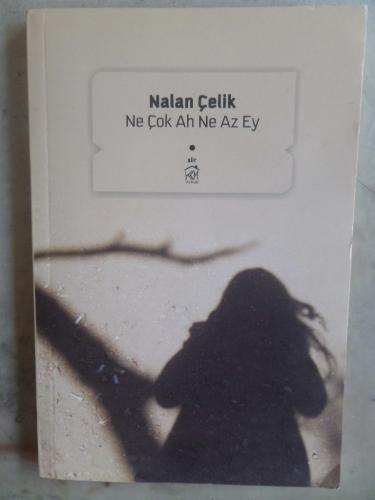 Nalan Çelik
Ne Çok Ah Ne Az Ey
şiir